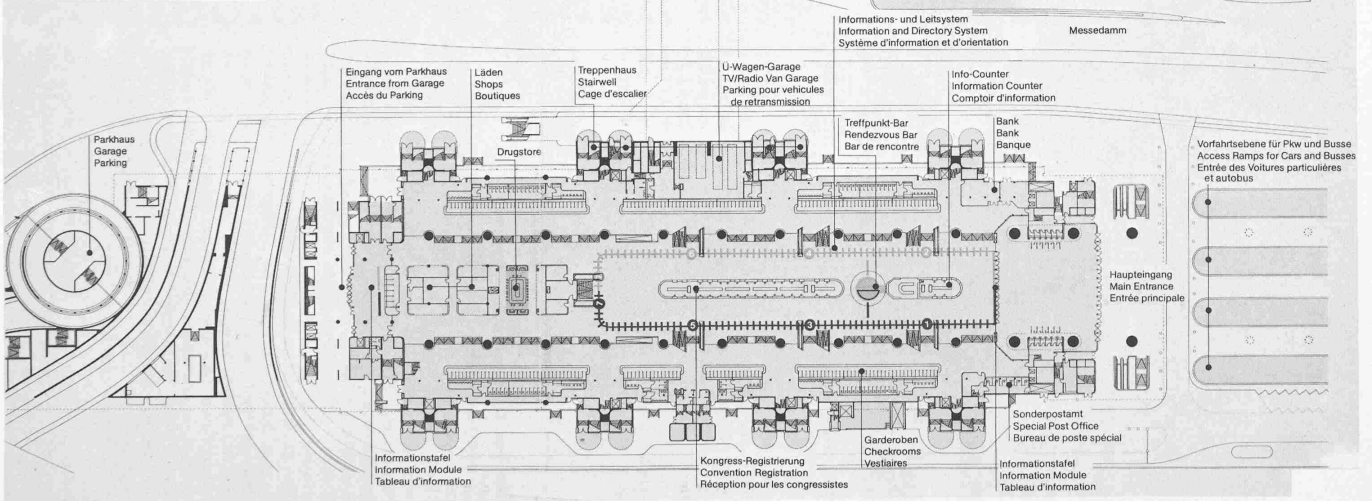 Informations- und Leitsystem
Information and Directory System
Système d'information et d'orientation
Messedamm
Eingang vom Parkhaus
Entrance from Garage
Accès du Parking
Läden
Shops
Boutiques
Treppenhaus
Stairwell
Cage d'escalier
Ü-Wagen-Garage
TV/Radio Van Garage
Parking pour vehicules
de retransmission
Info-Counter
Information Counter
Comptoir d'information
Treffpunkt-Bar
Rendezvous Bar
Bar de rencontre
Bank
Bank
Banque
Parkhaus
Garage
Parking
Drugstore
Vorfahrtsebene für Pkw und Busse
Access Ramps for Cars and Busses
Entrée des Voitures particulières
et autobus
Haupteingang
Main Entrance
Entrée principale
5
3
1
Sonderpostamt
Special Post Office
Bureau de poste spécial
Garderoben
Checkrooms
Vestiaires
Informationstafel
Information Module
Tableau d'information
Kongress-Registrierung
Convention Registration
Réception pour les congressistes
Informationstafel
Information Module
Tableau d'information